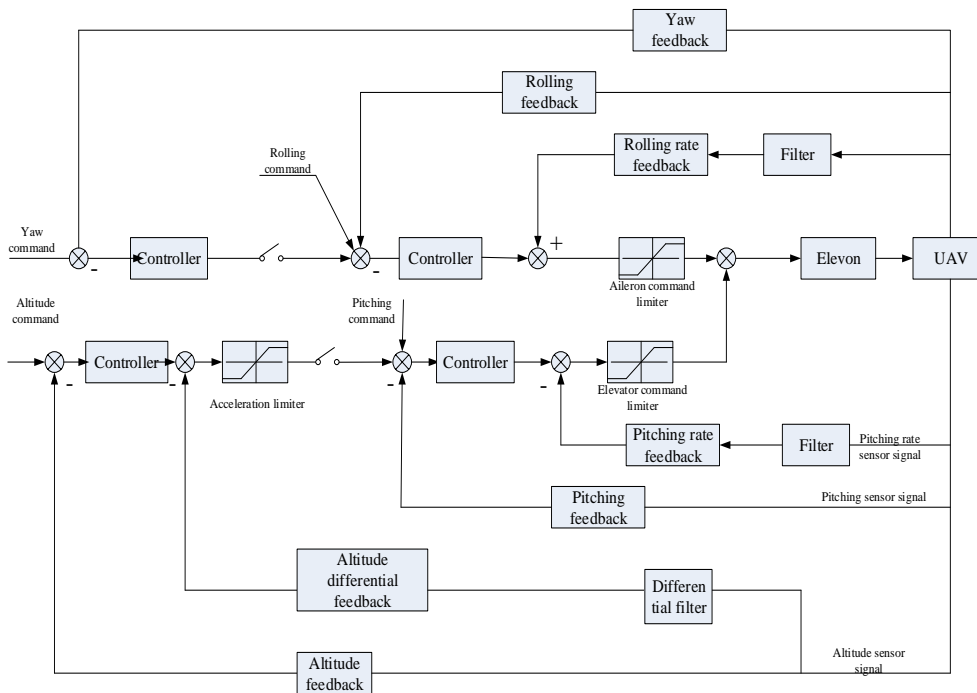 Yaw
feedback
Rolling
feedback
Rolling
command
Rolling rate
feedback
Filter
Yaw
command
-
Controller
-
Controller
+
Aileron command
limiter
Elevon
UAV
Altitude
command
-
Controller
-
Acceleration limiter
Pitching
command
-
Controller
-
Elevator command
limiter
Pitching rate
feedback
Filter
Pitching rate
sensor signal
Pitching
feedback
Pitching sensor signal
Altitude
differential
feedback
Differen
tial filter
Altitude
feedback
Altitude sensor
signal